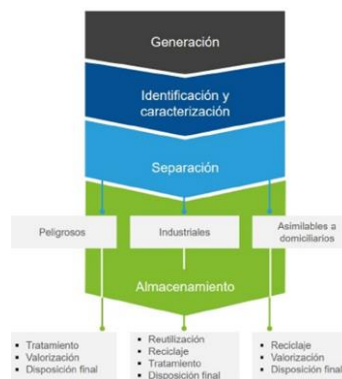 Generación
Identificación y
caracterización
Separación
Peligrosos
Industriales
Asimilables a
domiciliarios
Almacenamiento
▪ Tratamiento
▪ Valorización
▪ Disposición final
▪ Reutilización
▪ Reciclaje
▪ Tratamiento
▪ Disposición final
▪ Reciclaje
▪ Valorización
▪ Disposición final